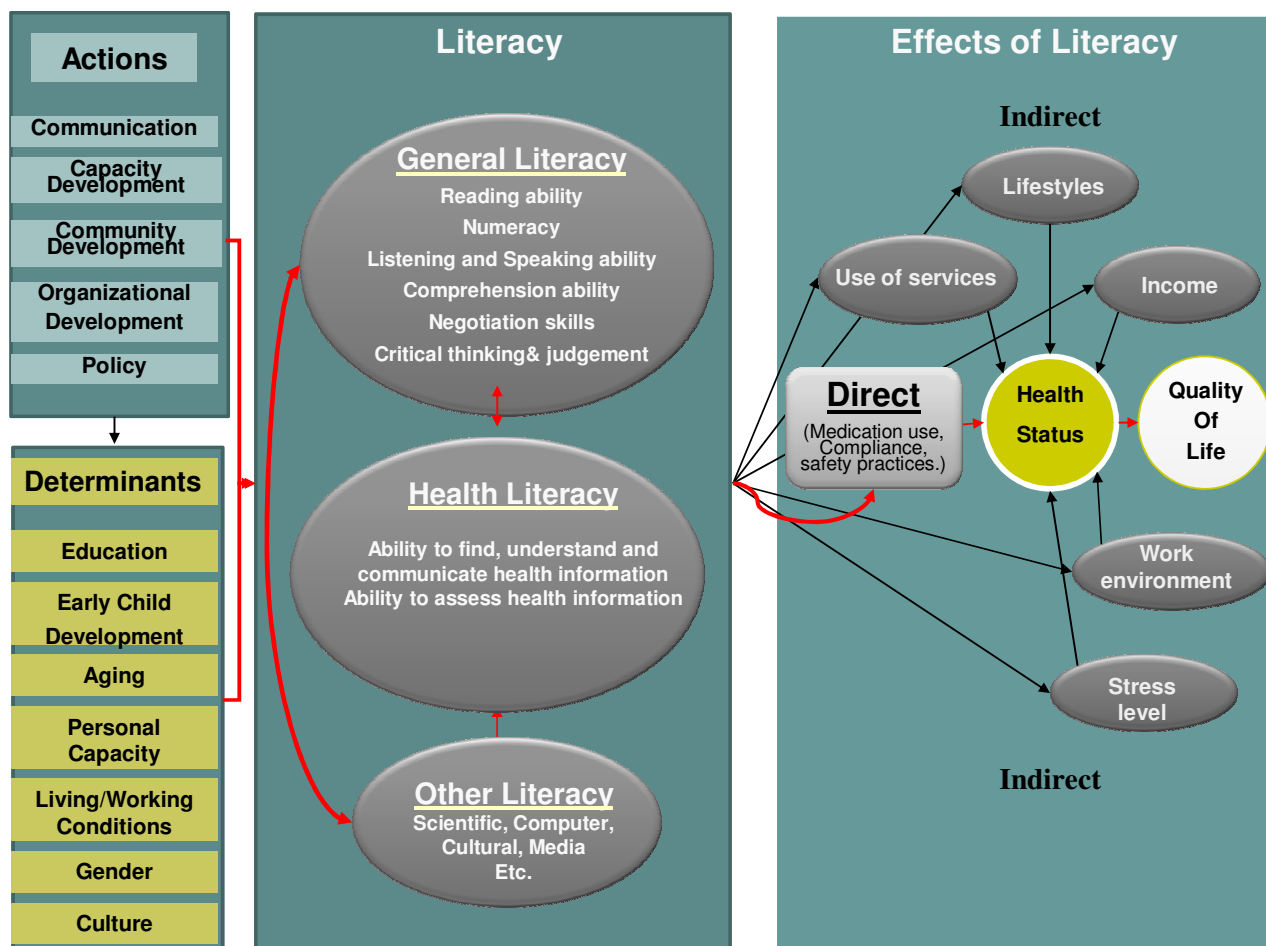 Actions
Communication
Capacity
Development
Community
Development
Organizational
Development
Policy
Determinants
Education
Early Child
Development
Aging
Personal
Capacity
Living/Working
Conditions
Gender
Culture
Literacy
General Literacy
Reading ability
Numeracy
Listening and Speaking ability
Comprehension ability
Negotiation skills
Critical thinking& judgement
Health Literacy
Ability to find, understand and
communicate health information
Ability to assess health information
Other Literacy
Scientific, Computer,
Cultural, Media
Etc.
Effects of Literacy
Indirect
Lifestyles
Use of services
Income
Direct
(Medication use,
Compliance,
safety practices.)
Health
Status
Quality
Of
Life
Work
environment
Stress
level
Indirect